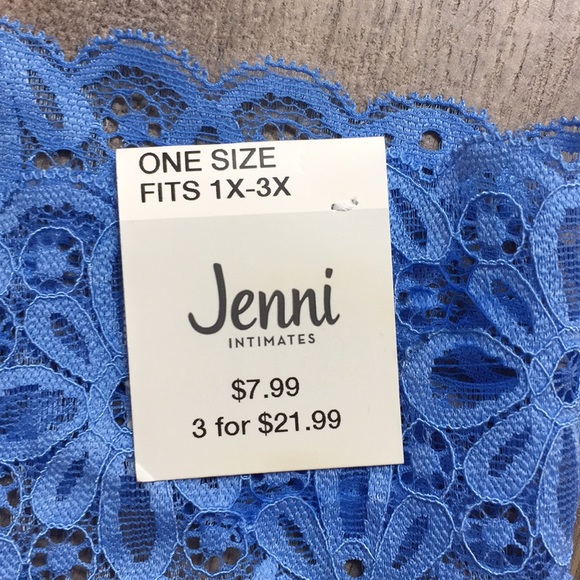 ONE SIZE
FITS 1X-3X
Jenni
INTIMATES
$7.99
3 for $21.99